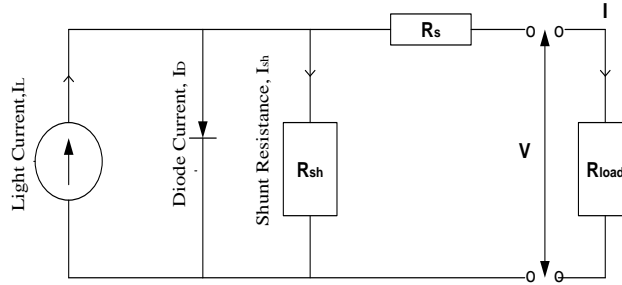 Light Current,IL
Diode Current, ID
Shunt Resistance, Ish
Rsh
Rs
V
I
Rload